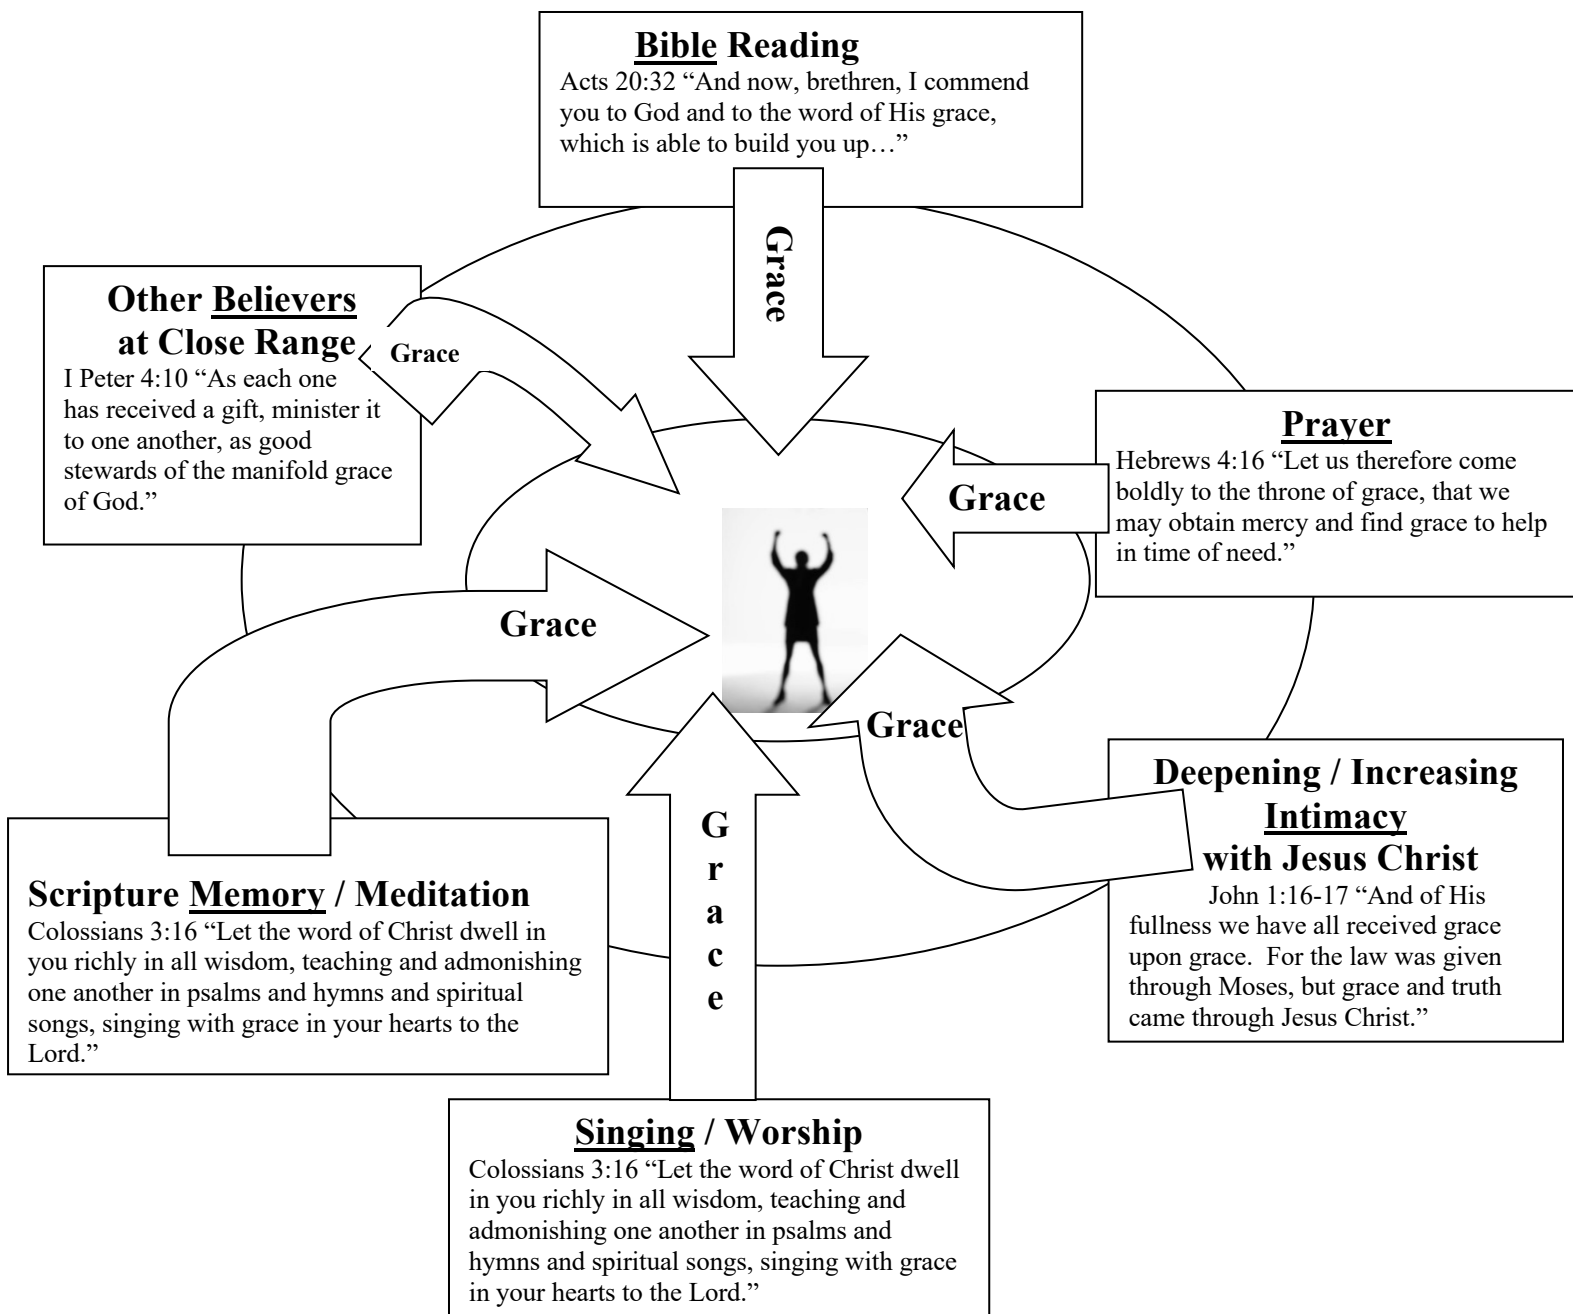 Bible Reading
Acts 20:32 “And now, brethren, I commend
you to God and to the word of His grace,
which is able to build you up…”
Grace
Other Believers
at Close Range
I Peter 4:10 “As each one
has received a gift, minister it
to one another, as good
stewards of the manifold grace
of God.”
Grace
Prayer
Hebrews 4:16 “Let us therefore come
boldly to the throne of grace, that we
may obtain mercy and find grace to help
in time of need.”
Grace
Grace
Scripture Memory / Meditation
Colossians 3:16 “Let the word of Christ dwell in
you richly in all wisdom, teaching and admonishing
one another in psalms and hymns and spiritual
songs, singing with grace in your hearts to the
Lord.”
Grace
Deepening / Increasing
Intimacy
with Jesus Christ
John 1:16-17 “And of His
fullness we have all received grace
upon grace.  For the law was given
through Moses, but grace and truth
came through Jesus Christ.”
Grace
Singing / Worship
Colossians 3:16 “Let the word of Christ dwell
in you richly in all wisdom, teaching and
admonishing one another in psalms and
hymns and spiritual songs, singing with grace
in your hearts to the Lord.”